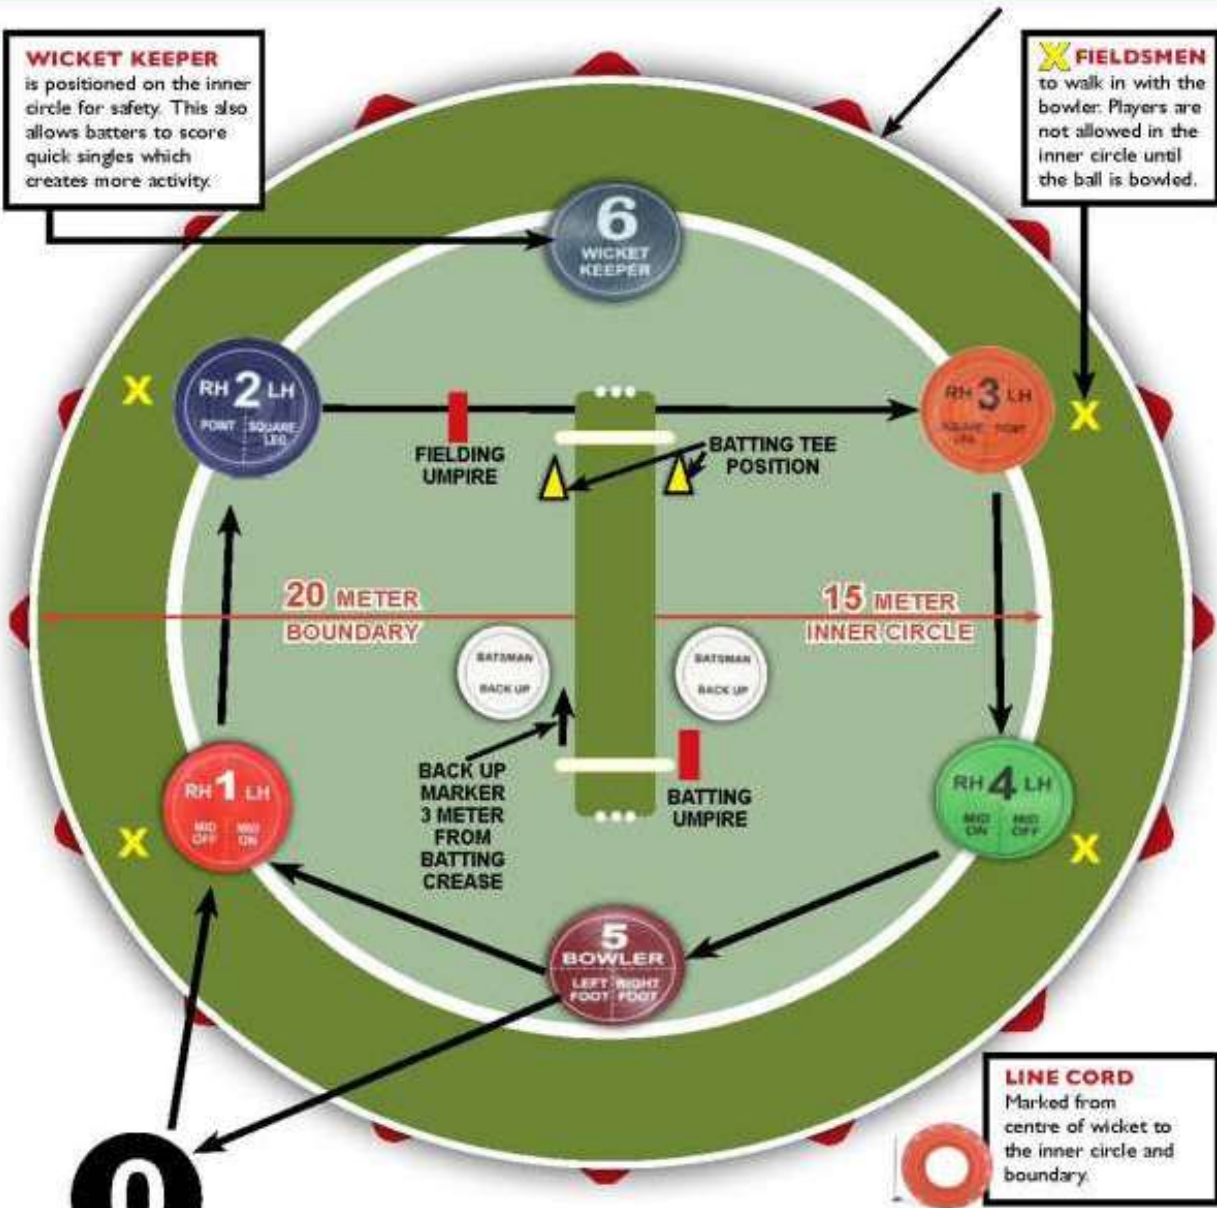 WICKET KEEPER
is positioned on the inner
circle for safety. This also
allows batters to score
quick singles which
creates more activity.
X FIELDSMEN
to walk in with the
bowler. Players are
not allowed in the
inner circle until
the ball is bowled.
6
WICKET
KEEPER
X
RH 2 LH
POINT SQUARE
LEG
FIELDING
UMPIRE
BATTING TEE
POSITION
RH 3 LH
SQUARE POINT
LEG
X
20 METER
BOUNDARY
15 METER
INNER CIRCLE
BATSMAN
BACK UP
BATSMAN
BACK UP
BACK UP
MARKER
3 METER
FROM
BATTING
CREASE
BATTING
UMPIRE
RH 1 LH
MID MID
OFF ON
X
RH 4 LH
MID MID
ON OFF
X
5
BOWLER
LEFT RIGHT
FOOT FOOT
0
LINE CORD
Marked from
centre of wicket to
the inner circle and
boundary.